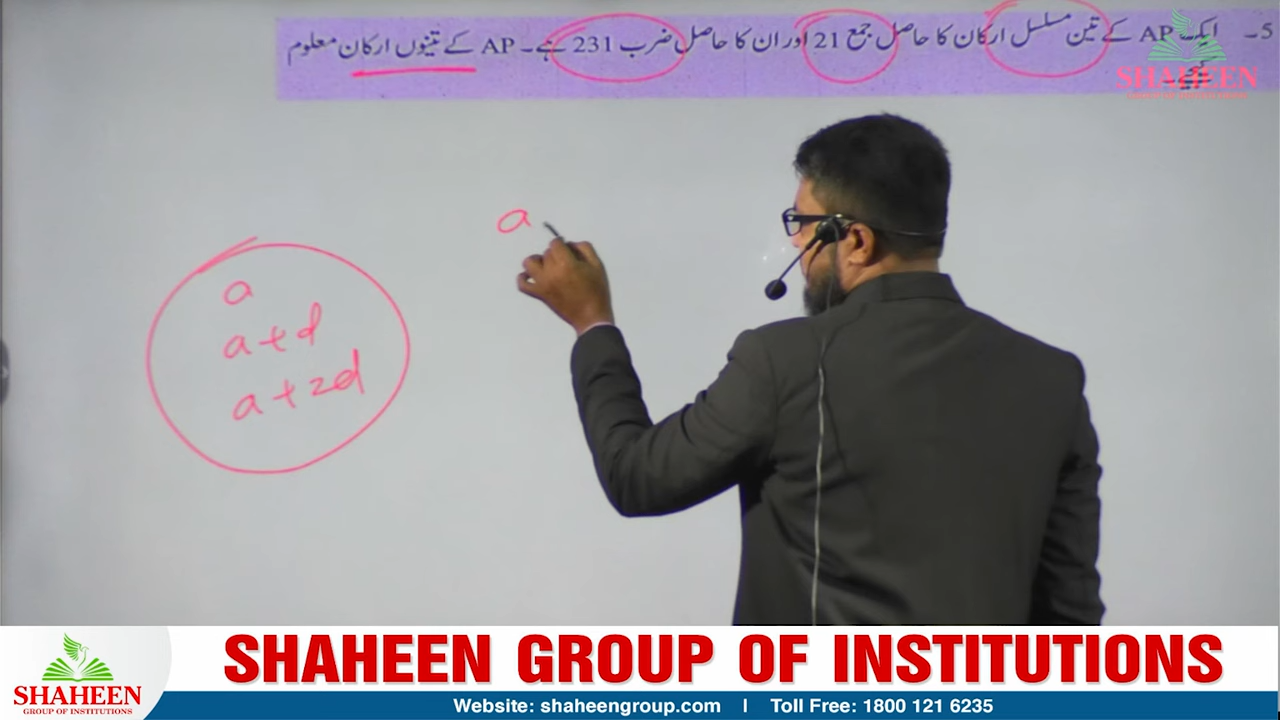 5۔ ایک AP کے تین مسلسل ارکان کا حاصل جمع 21 اور ان کا حاصل ضرب 231 ہے۔ AP کے تینوں ارکان معلوم
کیجیے۔
SHAHEEN
a
a
a+d
a+2d
SHAHEEN
GROUP OF INSTITUTIONS
SHAHEEN GROUP OF INSTITUTIONS
Website: shaheengroup.com | Toll Free: 1800 121 6235